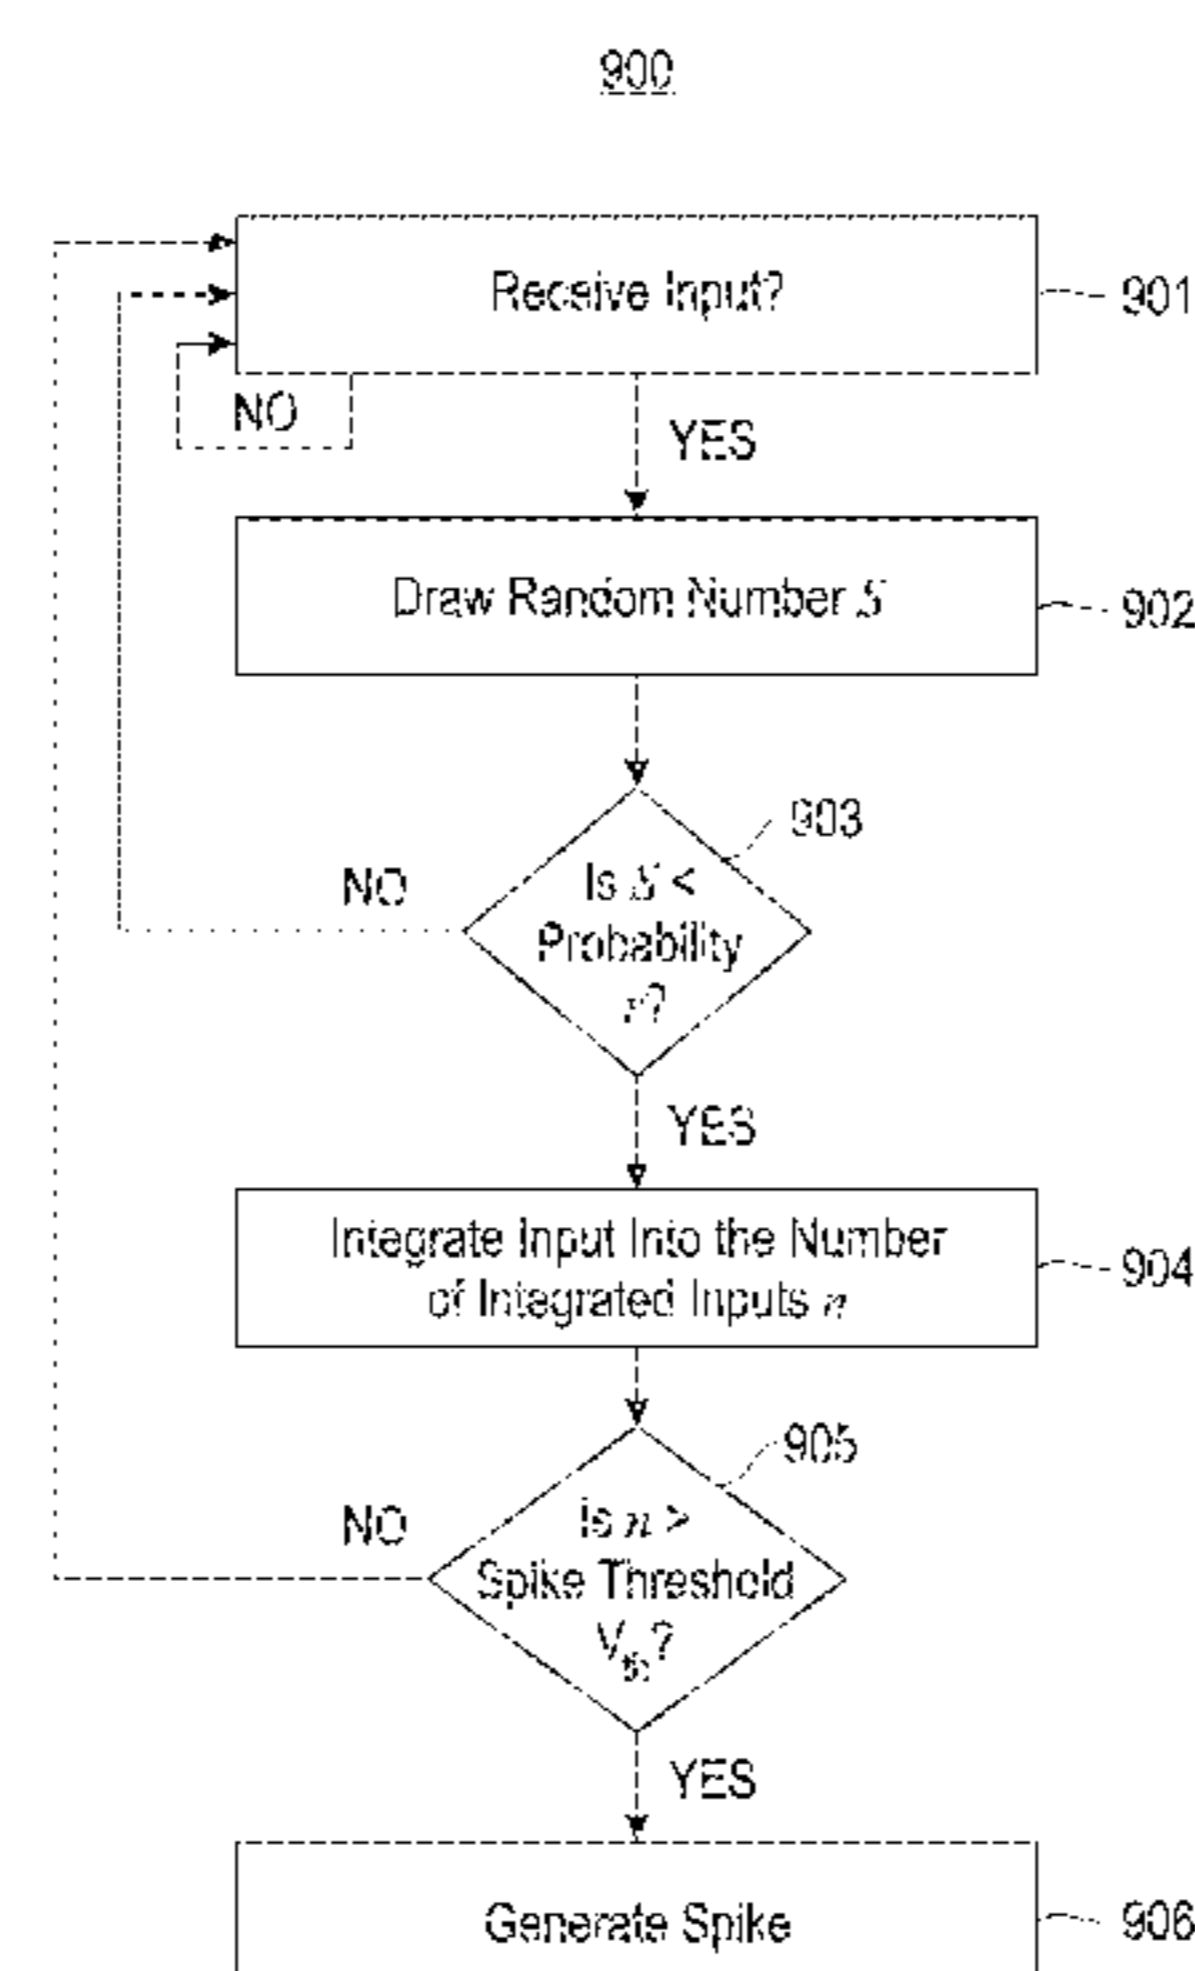 900
Receive Input?
901
NO
YES
Draw Random Number S
902
903
NO
Is S <
Probability
r?
YES
Integrate Input Into the Number
of Integrated Inputs n
904
905
NO
Is n >
Spike Threshold
Vth?
YES
Generate Spike
906